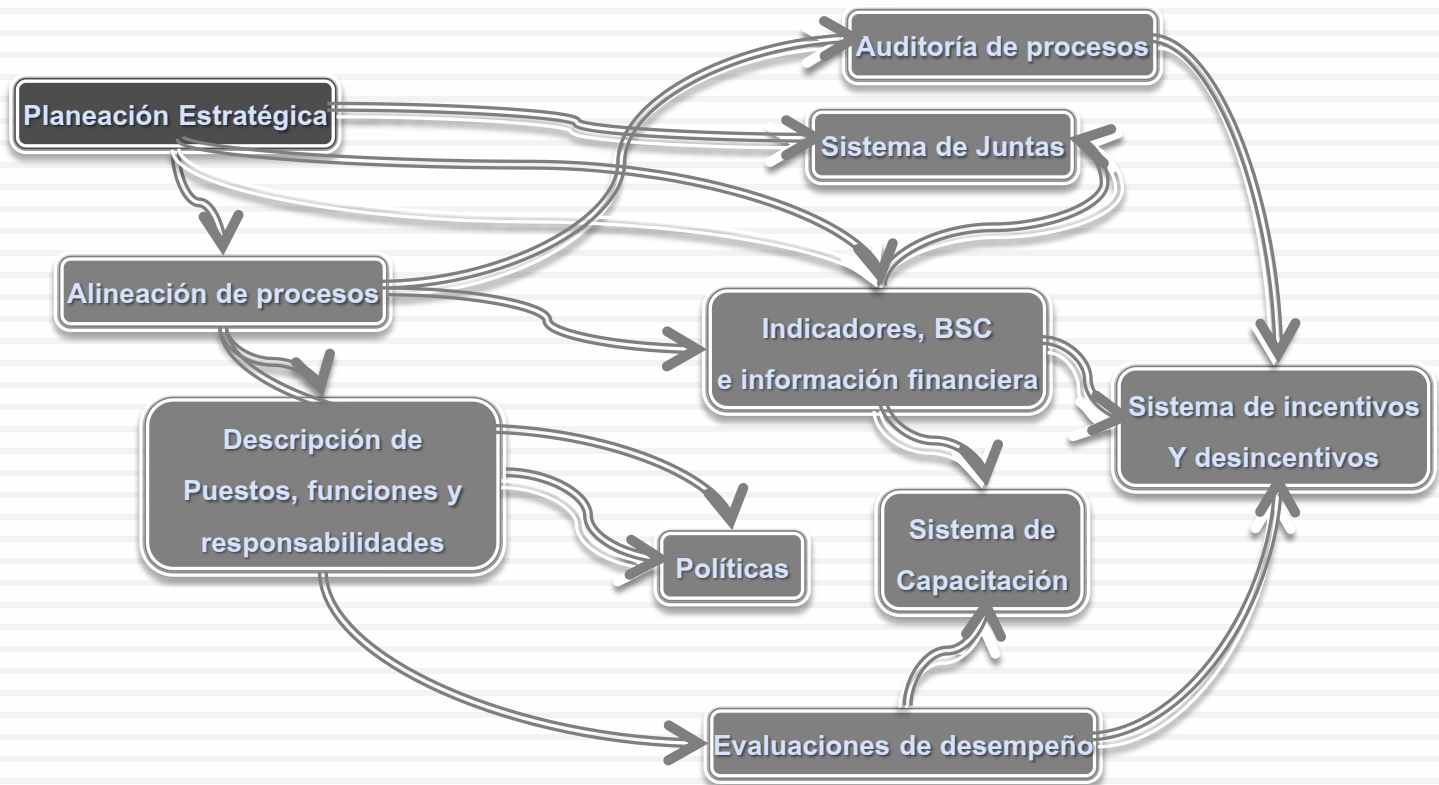 Auditoría de procesos
Planeación Estratégica
Sistema de Juntas
Alineación de procesos
Indicadores, BSC
e información financiera
Sistema de incentivos
Y desincentivos
Descripción de
Puestos, funciones y
responsabilidades
Sistema de
Capacitación
Políticas
Evaluaciones de desempeño